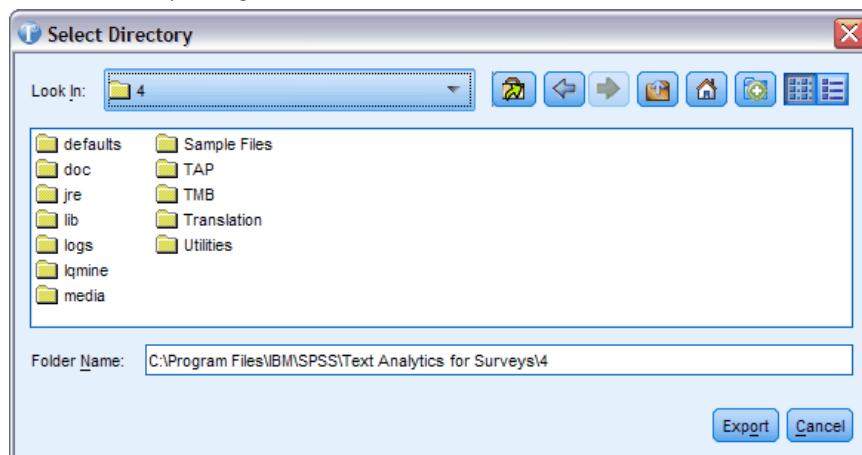 Select Directory
Look In: 4
defaults
doc
jre
lib
logs
lqmine
media
Sample Files
TAP
TMB
Translation
Utilities
Folder Name: C:\Program Files\IBM\SPSS\Text Analytics for Surveys\4
Export Cancel